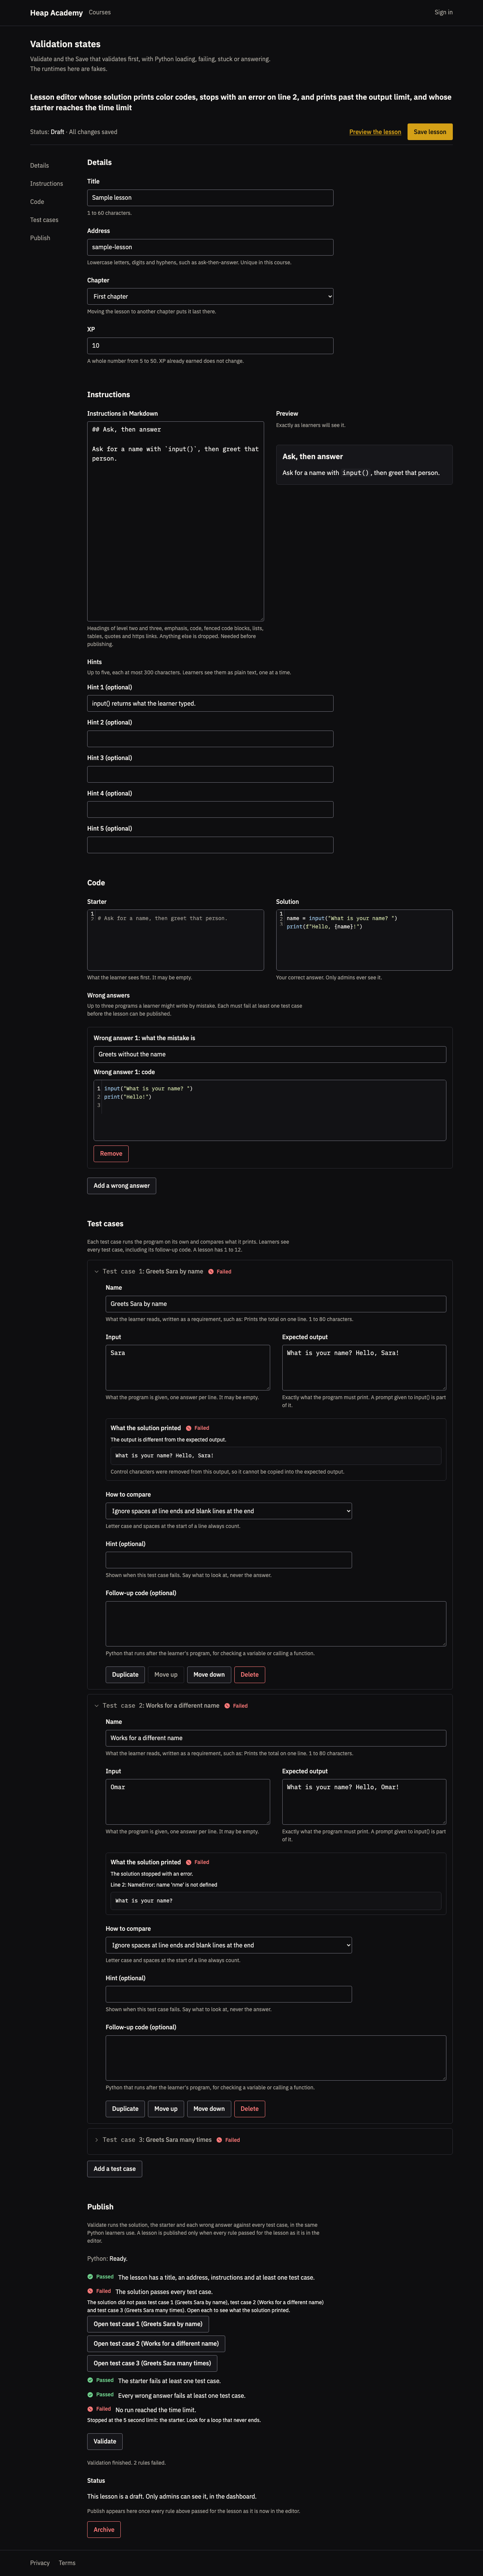 Heap Academy Courses Sign in
Validation states
Validate and the Save that validates first, with Python loading, failing, stuck or answering.
The runtimes here are fakes.
Lesson editor whose solution prints color codes, stops with an error on line 2, and prints past the output limit, and whose
starter reaches the time limit
Status: Draft · All changes saved
Preview the lesson
Save lesson
Details
Instructions
Code
Test cases
Publish
Details
Title
Sample lesson
1 to 60 characters.
Address
sample-lesson
Lowercase letters, digits and hyphens, such as ask-then-answer. Unique in this course.
Chapter
First chapter
Moving the lesson to another chapter puts it last there.
XP
10
A whole number from 5 to 50. XP already earned does not change.
Instructions
Instructions in Markdown
## Ask, then answer
Ask for a name with `input()`, then greet that
person.
Headings of level two and three, emphasis, code, fenced code blocks, lists,
tables, quotes and https links. Anything else is dropped. Needed before
publishing.
Preview
Exactly as learners will see it.
Ask, then answer
Ask for a name with input(), then greet that person.
Hints
Up to five, each at most 300 characters. Learners see them as plain text, one at a time.
Hint 1 (optional)
input() returns what the learner typed.
Hint 2 (optional)
Hint 3 (optional)
Hint 4 (optional)
Hint 5 (optional)
Code
Starter
1
2
# Ask for a name, then greet that person.
What the learner sees first. It may be empty.
Solution
1
2
3
name = input("What is your name? ")
print(f"Hello, {name}!")
Your correct answer. Only admins ever see it.
Wrong answers
Up to three programs a learner might write by mistake. Each must fail at least one test case
before the lesson can be published.
Wrong answer 1: what the mistake is
Greets without the name
Wrong answer 1: code
1 input("What is your name? ")
2 print("Hello!")
3
Remove
Add a wrong answer
Test cases
Each test case runs the program on its own and compares what it prints. Learners see
every test case, including its follow-up code. A lesson has 1 to 12.
Test case 1: Greets Sara by name Failed
Name
Greets Sara by name
What the learner reads, written as a requirement, such as: Prints the total on one line. 1 to 80 characters.
Input
Sara
What the program is given, one answer per line. It may be empty.
Expected output
What is your name? Hello, Sara!
Exactly what the program must print. A prompt given to input() is part
of it.
What the solution printed Failed
The output is different from the expected output.
What is your name? Hello, Sara!
Control characters were removed from this output, so it cannot be copied into the expected output.
How to compare
Ignore spaces at line ends and blank lines at the end
Letter case and spaces at the start of a line always count.
Hint (optional)
Shown when this test case fails. Say what to look at, never the answer.
Follow-up code (optional)
Python that runs after the learner's program, for checking a variable or calling a function.
Duplicate Move up Move down Delete
Test case 2: Works for a different name Failed
Name
Works for a different name
What the learner reads, written as a requirement, such as: Prints the total on one line. 1 to 80 characters.
Input
Omar
What the program is given, one answer per line. It may be empty.
Expected output
What is your name? Hello, Omar!
Exactly what the program must print. A prompt given to input() is part
of it.
What the solution printed Failed
The solution stopped with an error.
Line 2: NameError: name 'nme' is not defined
What is your name?
How to compare
Ignore spaces at line ends and blank lines at the end
Letter case and spaces at the start of a line always count.
Hint (optional)
Shown when this test case fails. Say what to look at, never the answer.
Follow-up code (optional)
Python that runs after the learner's program, for checking a variable or calling a function.
Duplicate Move up Move down Delete
Test case 3: Greets Sara many times Failed
Add a test case
Publish
Validate runs the solution, the starter and each wrong answer against every test case, in the same
Python learners use. A lesson is published only when every rule passed for the lesson as it is in the
editor.
Python: Ready.
Passed The lesson has a title, an address, instructions and at least one test case.
Failed The solution passes every test case.
The solution did not pass test case 1 (Greets Sara by name), test case 2 (Works for a different name)
and test case 3 (Greets Sara many times). Open each to see what the solution printed.
Open test case 1 (Greets Sara by name)
Open test case 2 (Works for a different name)
Open test case 3 (Greets Sara many times)
Passed The starter fails at least one test case.
Passed Every wrong answer fails at least one test case.
Failed No run reached the time limit.
Stopped at the 5 second limit: the starter. Look for a loop that never ends.
Validate
Validation finished. 2 rules failed.
Status
This lesson is a draft. Only admins can see it, in the dashboard.
Publish appears here once every rule above passed for the lesson as it is now in the editor.
Archive
Privacy Terms